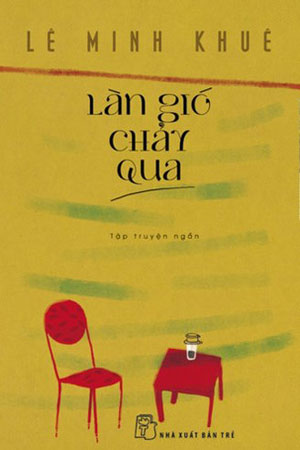 LÊ MINH KHUÊ
LÀN GIÓ
CHẢY
QUA
Tập truyện ngắn
NHÀ XUẤT BẢN TRẺ